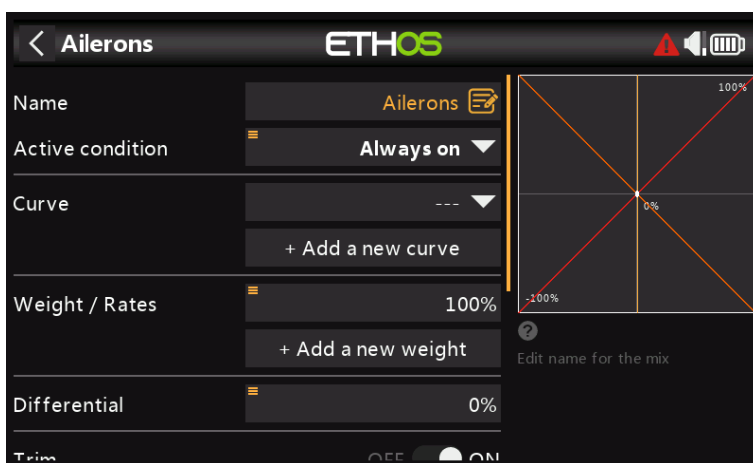 Ailerons
ETHOS
Name Ailerons
Active condition Always on
Curve ---
+ Add a new curve
Weight / Rates 100%
+ Add a new weight
Differential 0%
Trim OFF ON
100%
0%
-100%
?
Edit name for the mix